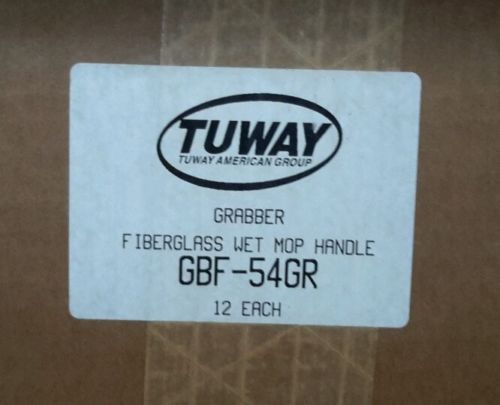 TUWAY
TUWAY AMERICAN GROUP
GRABBER
FIBERGLASS WET MOP HANDLE
GBF-54GR
12 EACH